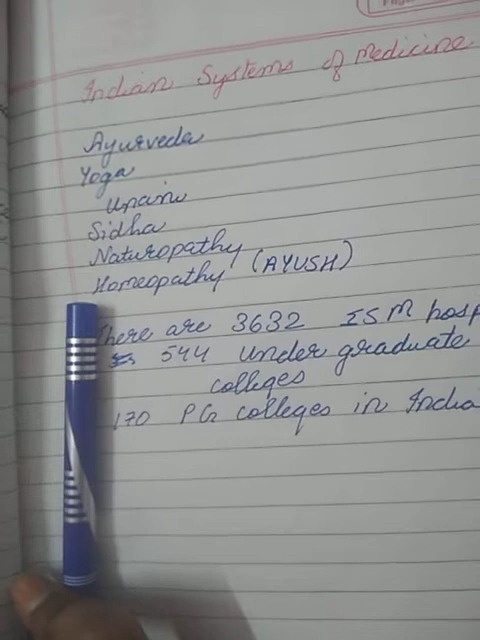 Indian Systems of Medicine
Ayurveda
Yoga
Unani
Sidha
Naturopathy
Homeopathy (AYUSH)
There are 3632 ISM hosp
544 under graduate
colleges
170 PG colleges in India